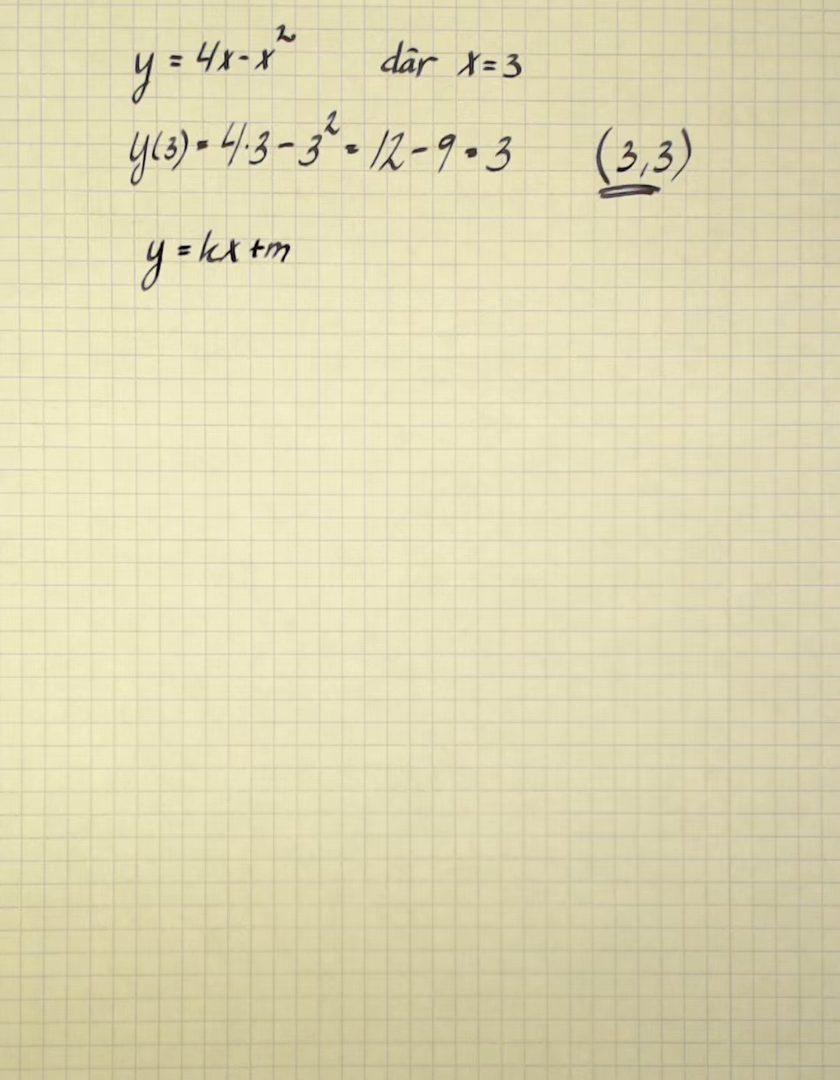 y = 4x - x² där x = 3
y(3) = 4·3 - 3² = 12 - 9 = 3 (3,3)
y = kx + m